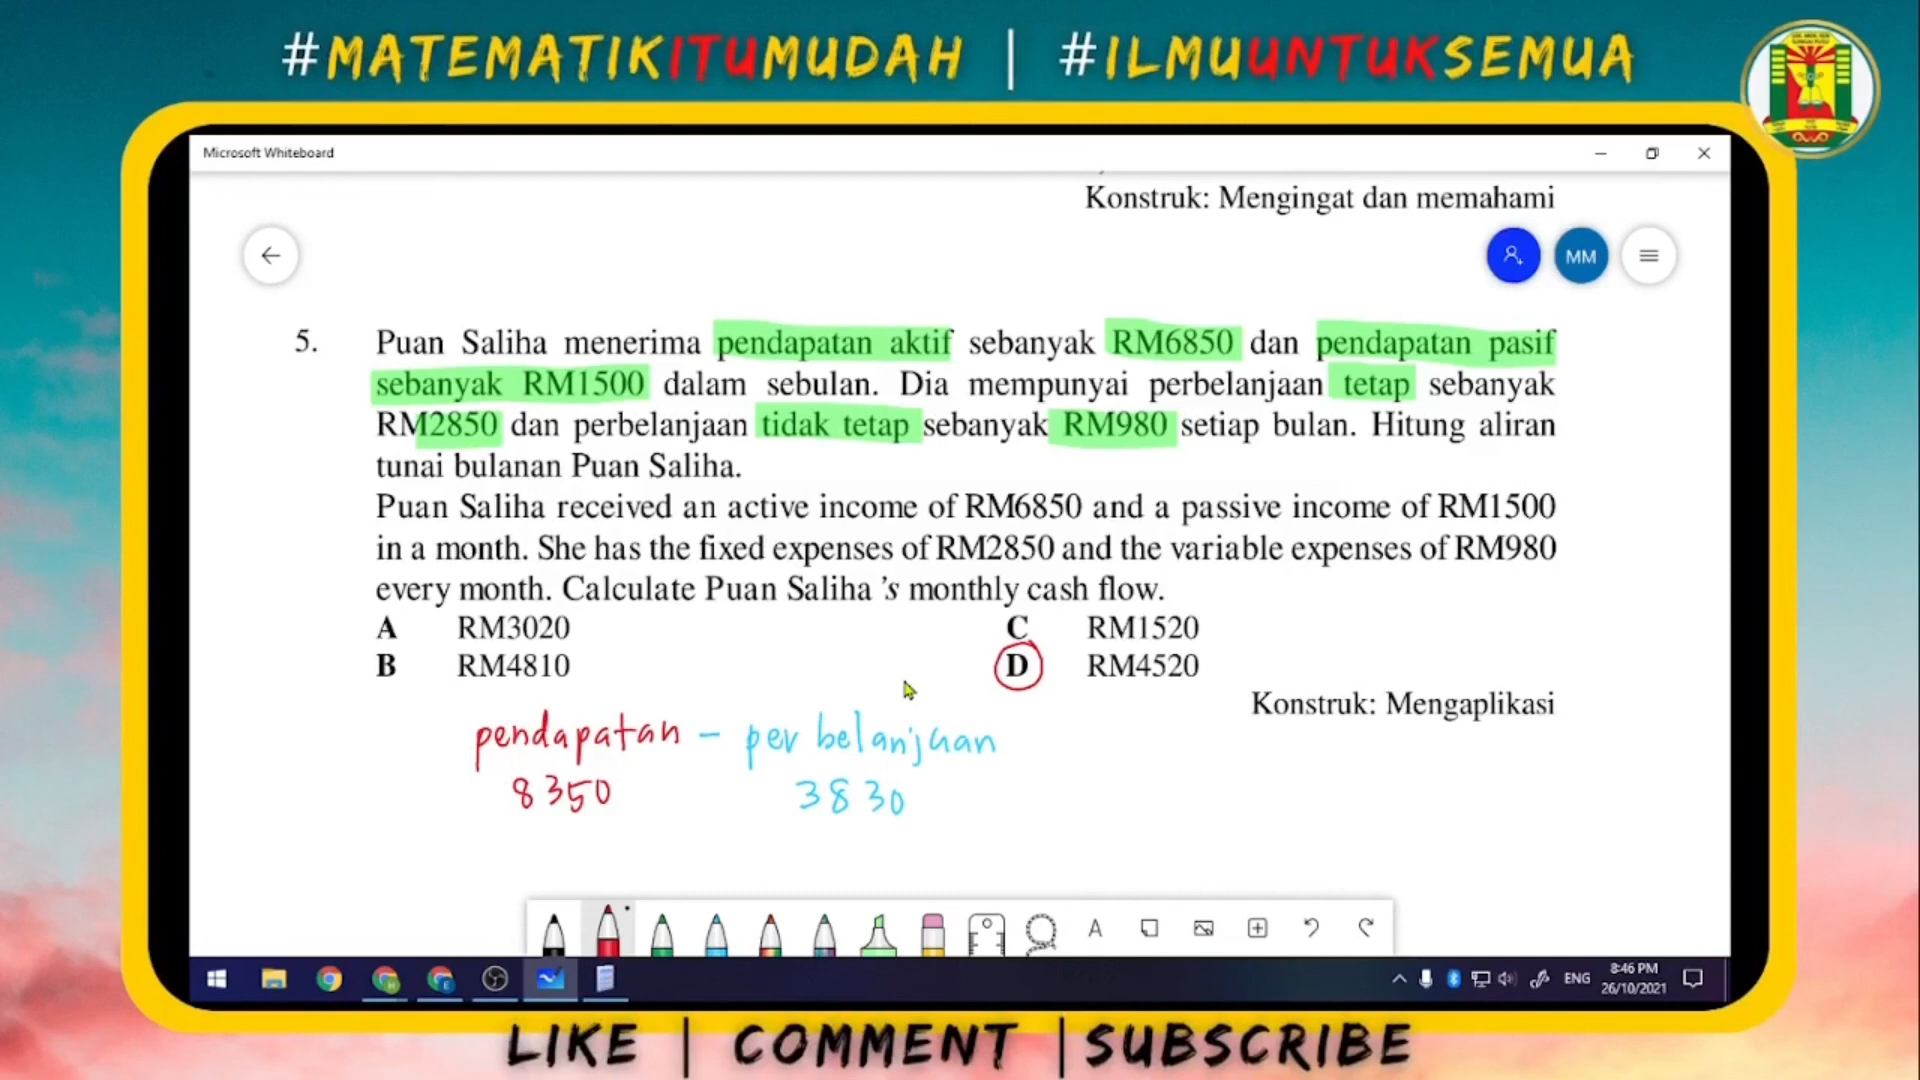 #MATEMATIKITUMUDAH | #ILMUUNTUKSEMUA
Microsoft Whiteboard
Konstruk: Mengingat dan memahami
MM
5. Puan Saliha menerima pendapatan aktif sebanyak RM6850 dan pendapatan pasif
sebanyak RM1500 dalam sebulan. Dia mempunyai perbelanjaan tetap sebanyak
RM2850 dan perbelanjaan tidak tetap sebanyak RM980 setiap bulan. Hitung aliran
tunai bulanan Puan Saliha.
Puan Saliha received an active income of RM6850 and a passive income of RM1500
in a month. She has the fixed expenses of RM2850 and the variable expenses of RM980
every month. Calculate Puan Saliha 's monthly cash flow.
A RM3020 C RM1520
B RM4810 D RM4520
Konstruk: Mengaplikasi
pendapatan - perbelanjaan
8350 3830
A
ENG
8:46 PM
26/10/2021
LIKE | COMMENT | SUBSCRIBE